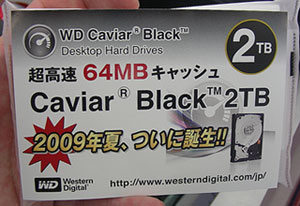 WD Caviar® Black™
Desktop Hard Drives
2TB
超高速 64MB キャッシュ
Caviar® Black™ 2TB
2009年夏、ついに誕生!!
WD Western Digital®
http://www.westerndigital.com/jp/